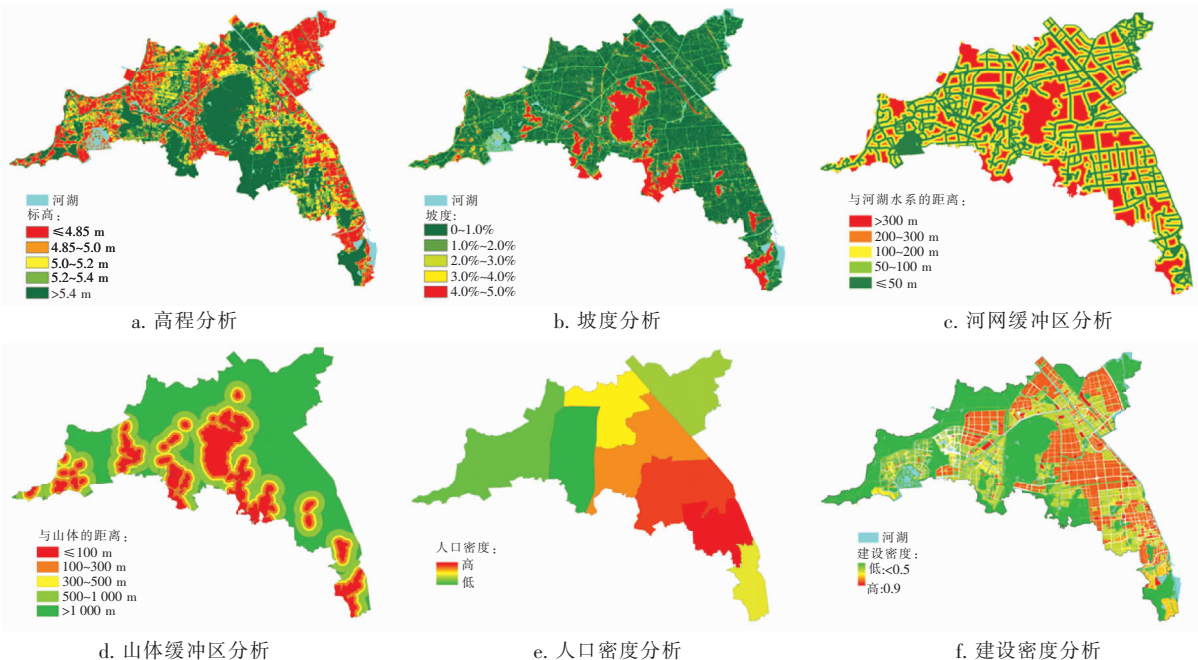 河湖
标高：
≤4.85 m
4.85~5.0 m
5.0~5.2 m
5.2~5.4 m
>5.4 m
a. 高程分析
河湖
坡度：
0~1.0%
1.0%~2.0%
2.0%~3.0%
3.0%~4.0%
4.0%~5.0%
b. 坡度分析
与河湖水系的距离：
>300 m
200~300 m
100~200 m
50~100 m
≤50 m
c. 河网缓冲区分析
与山体的距离：
≤100 m
100~300 m
300~500 m
500~1 000 m
>1 000 m
d. 山体缓冲区分析
人口密度：
高
低
e. 人口密度分析
河湖
建设密度：
低:<0.5
高:0.9
f. 建设密度分析